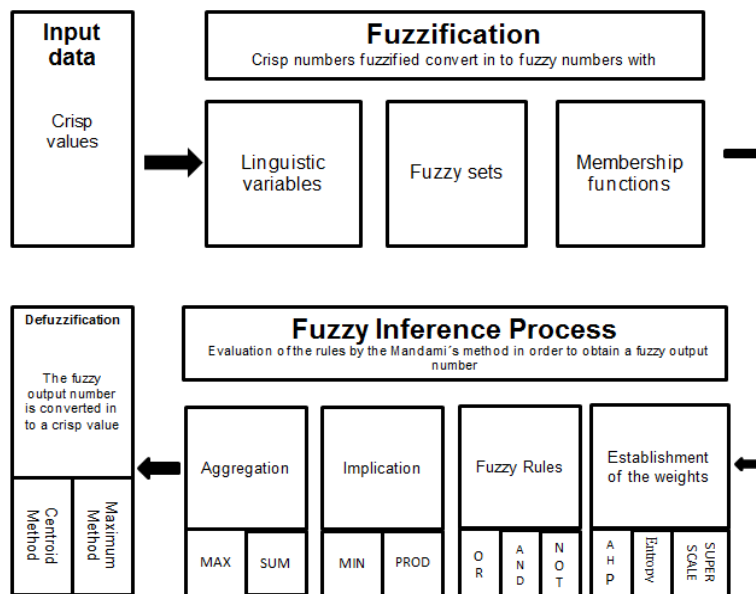 Input
data
Crisp
values
Fuzzification
Crisp numbers fuzzified convert in to fuzzy numbers with
Linguistic
variables
Fuzzy sets
Membership
functions
Defuzzification
The fuzzy
output number
is converted in
to a crisp value
Centroid
Method
Maximum
Method
Fuzzy Inference Process
Evaluation of the rules by the Mandami´s method in order to obtain a fuzzy output
number
Aggregation
MAX
SUM
Implication
MIN
PROD
Fuzzy Rules
OR
AND
NOT
Establishment
of the weights
AHP
Entropy
SUPER
SCALE